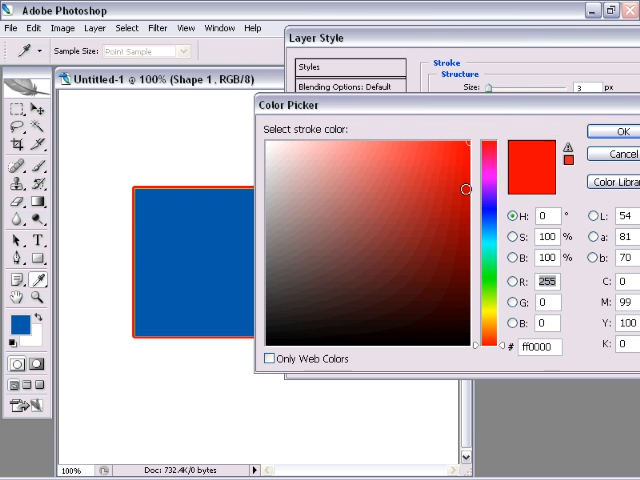 Adobe Photoshop
File Edit Image Layer Select Filter View Window Help
Sample Size: Point Sample
Layer Style
Styles
Blending Options: Default
Stroke
Structure
Size: 3 px
Untitled-1 @ 100% (Shape 1, RGB/8)
Color Picker
Select stroke color:
OK
Cancel
Color Librar
H: 0 °
S: 100 %
B: 100 %
R: 255
G: 0
B: 0
# ff0000
L: 54
a: 81
b: 70
C: 0
M: 99
Y: 100
K: 0
Only Web Colors
T
100%
Doc: 732.4K/0 bytes